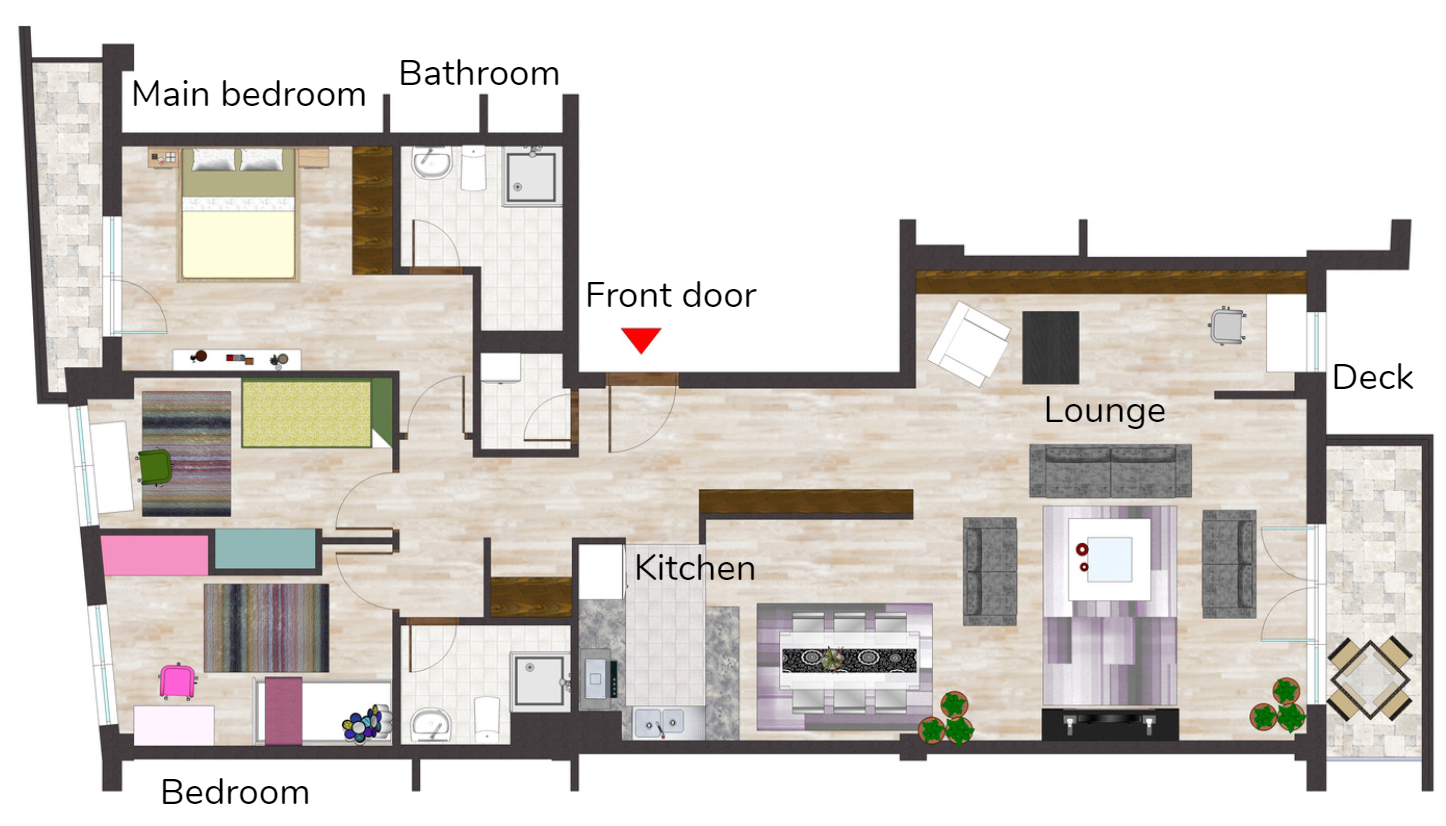 Main bedroom
Bathroom
Front door
Deck
Lounge
Kitchen
Bedroom